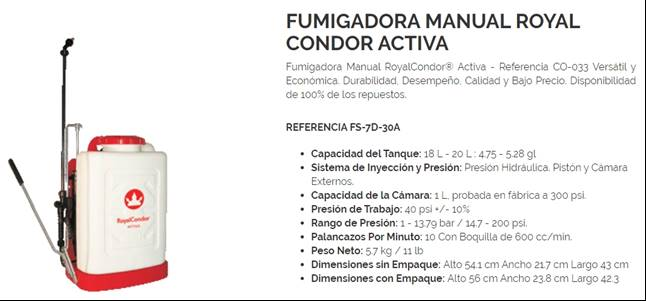 FUMIGADORA MANUAL ROYAL
CONDOR ACTIVA
Fumigadora Manual RoyalCondor® Activa - Referencia CO-033 Versátil y
Económica. Durabilidad, Desempeño, Calidad y Bajo Precio. Disponibilidad
de 100% de los repuestos.
REFERENCIA FS-7D-30A
• Capacidad del Tanque: 18 L - 20 L : 4.75 - 5.28 gl
• Sistema de Inyección y Presión: Presión Hidráulica. Pistón y Cámara
Externos.
• Capacidad de la Cámara: 1 L, probada en fábrica a 300 psi.
• Presión de Trabajo: 40 psi +/- 10%
• Rango de Presión: 1 - 13.79 bar / 14.7 - 200 psi.
• Palancazos Por Minuto: 10 Con Boquilla de 600 cc/min.
• Peso Neto: 5.7 kg / 11 lb
• Dimensiones sin Empaque: Alto 54.1 cm Ancho 21.7 cm Largo 43 cm
• Dimensiones con Empaque: Alto 56 cm Ancho 23.8 cm Largo 42.3
RoyalCondor
ACTIVA